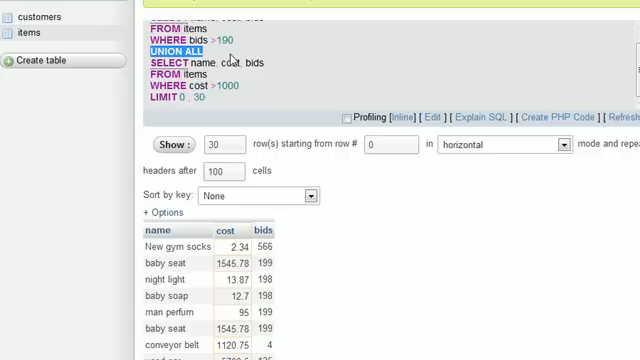 customers
items
Create table
SELECT name, cost, bids
FROM items
WHERE bids >190
UNION ALL
SELECT name, cost, bids
FROM items
WHERE cost >1000
LIMIT 0 , 30
Profiling [Inline] [ Edit ] [ Explain SQL ] [ Create PHP Code ] [ Refresh
Show : 30 row(s) starting from row # 0 in horizontal mode and repea
headers after 100 cells
Sort by key: None
+ Options
name cost bids
New gym socks 2.34 566
baby seat 1545.78 199
night light 13.87 198
baby soap 12.7 198
man perfum 95 199
baby seat 1545.78 199
conveyor belt 1120.75 4